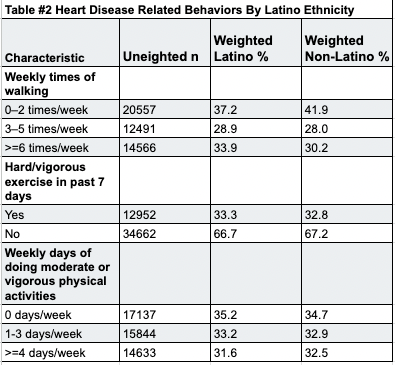 Table #2 Heart Disease Related Behaviors By Latino Ethnicity
Characteristic Uneighted n Weighted Latino % Weighted Non-Latino %
Weekly times of
walking
0–2 times/week 20557 37.2 41.9
3–5 times/week 12491 28.9 28.0
>=6 times/week 14566 33.9 30.2
Hard/vigorous
exercise in past 7
days
Yes 12952 33.3 32.8
No 34662 66.7 67.2
Weekly days of
doing moderate or
vigorous physical
activities
0 days/week 17137 35.2 34.7
1-3 days/week 15844 33.2 32.9
>=4 days/week 14633 31.6 32.5